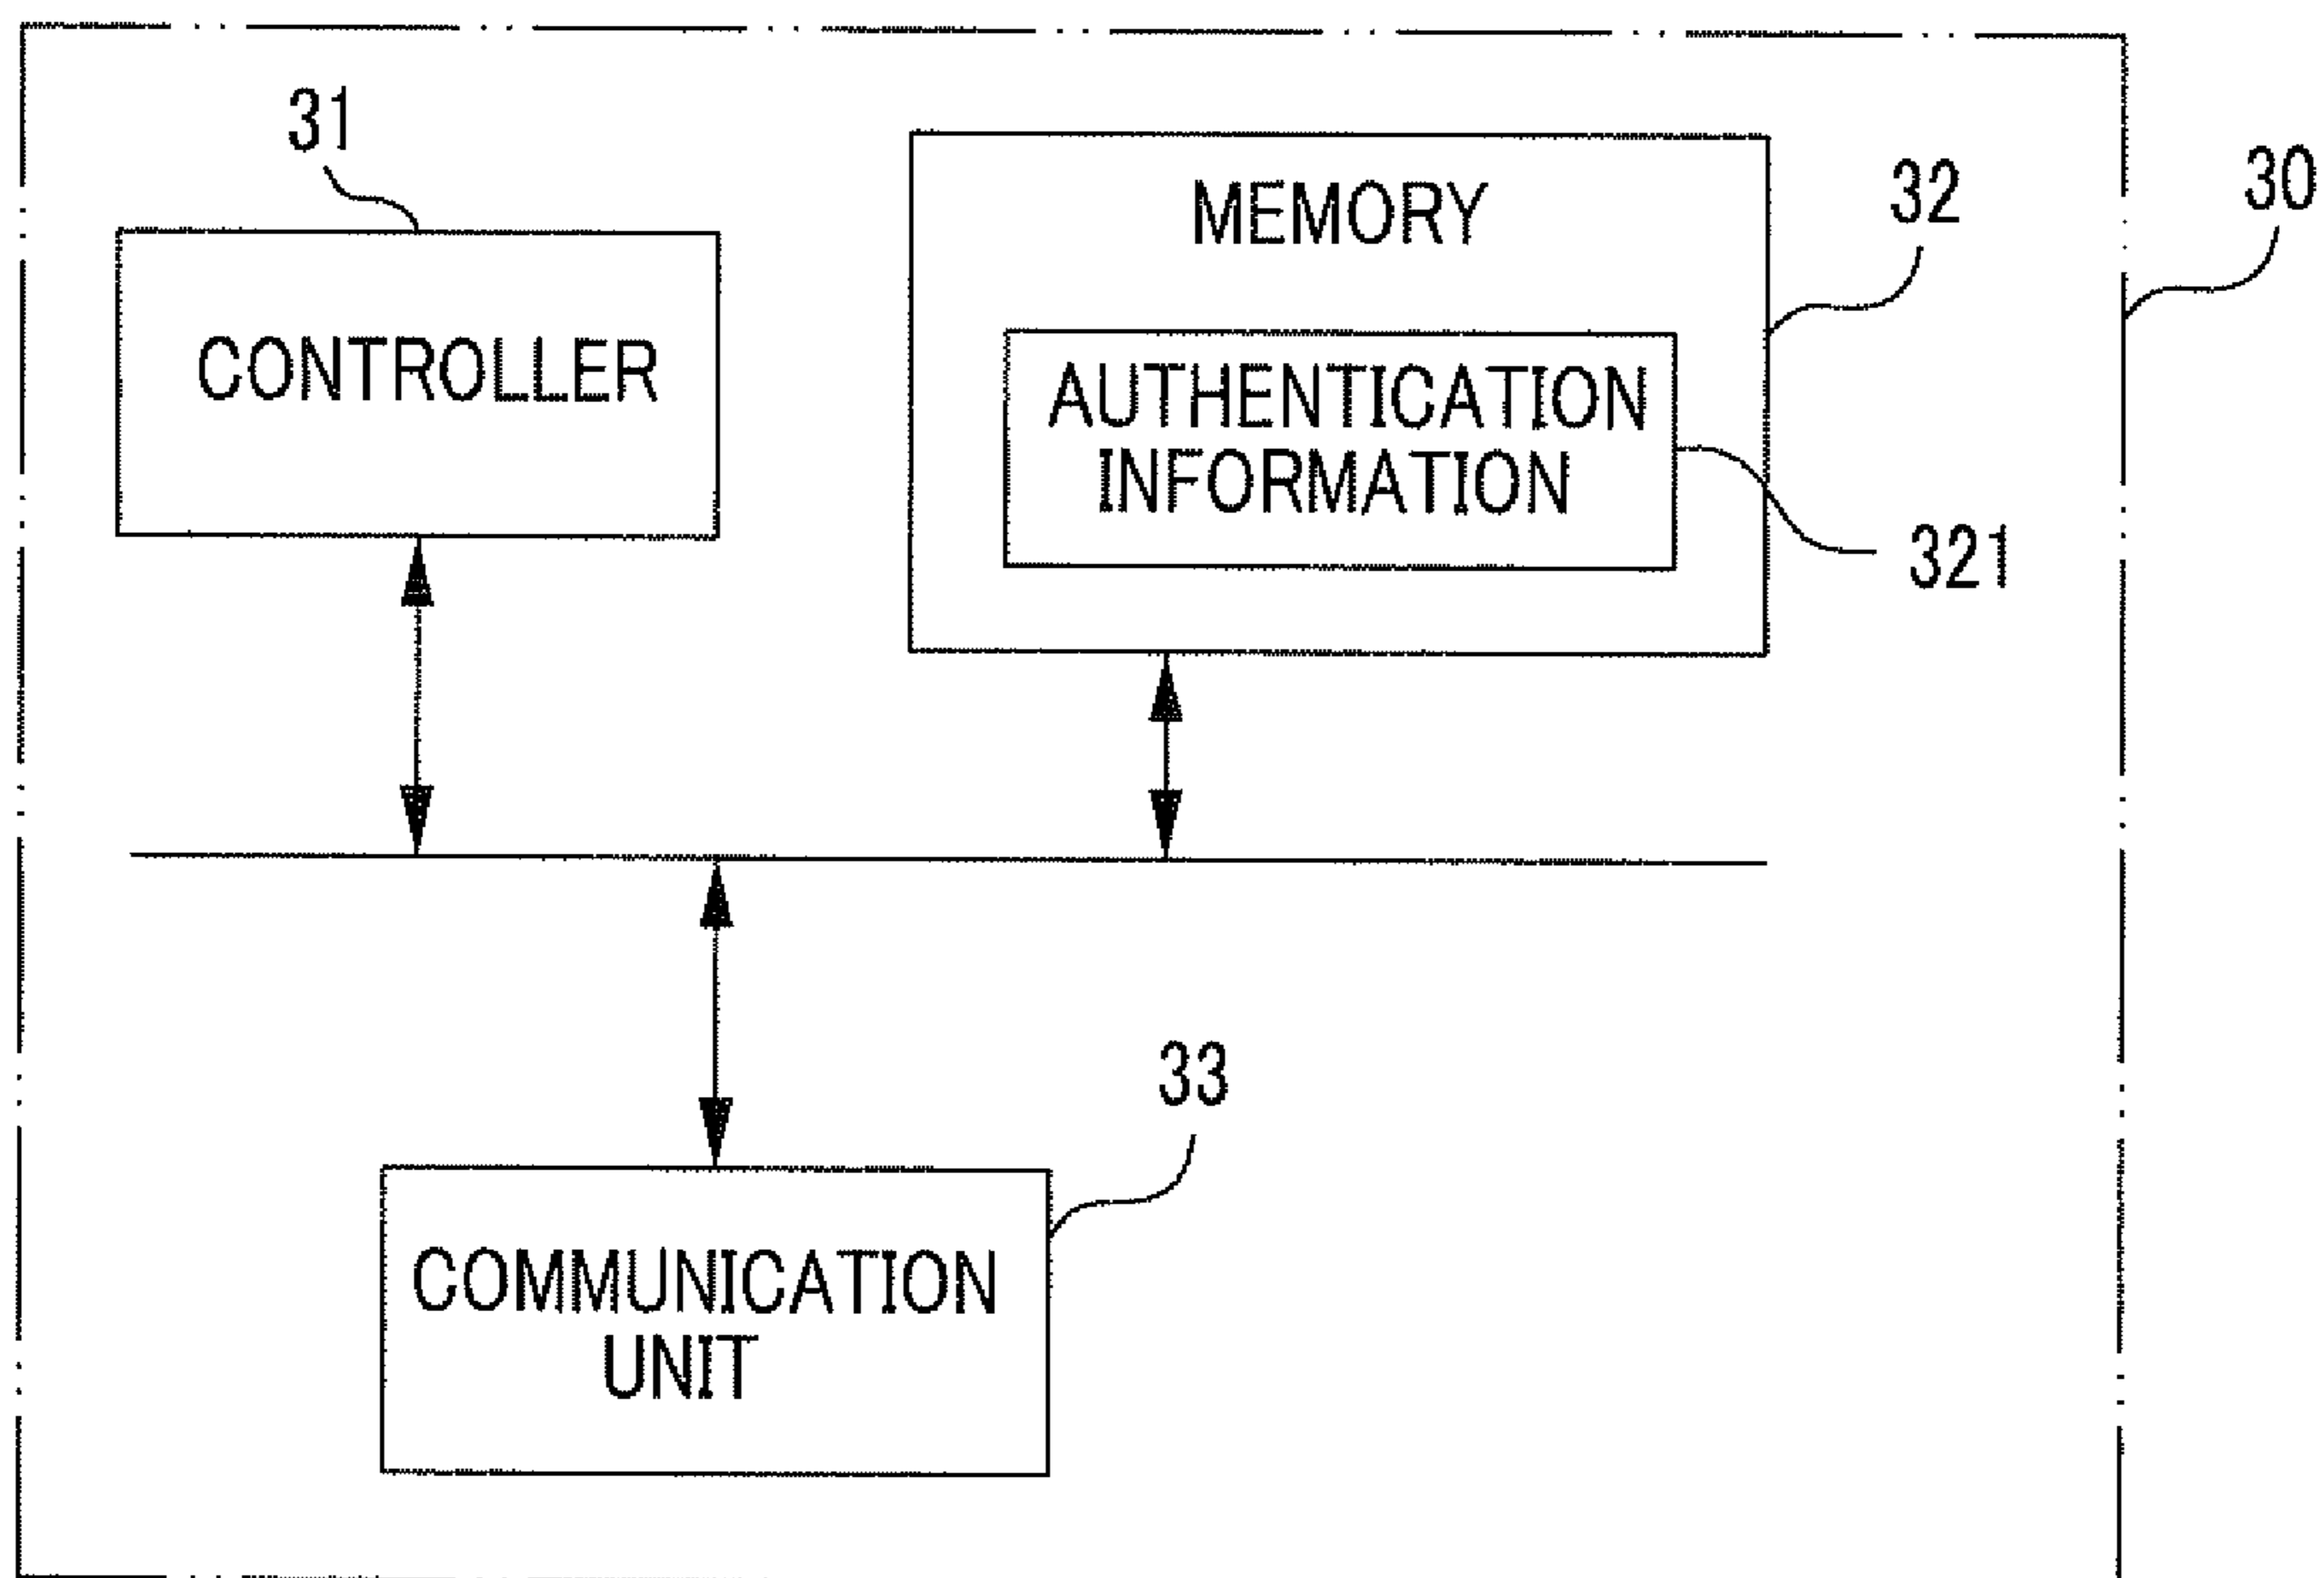 31
MEMORY
32
30
CONTROLLER
AUTHENTICATION
INFORMATION
321
33
COMMUNICATION
UNIT